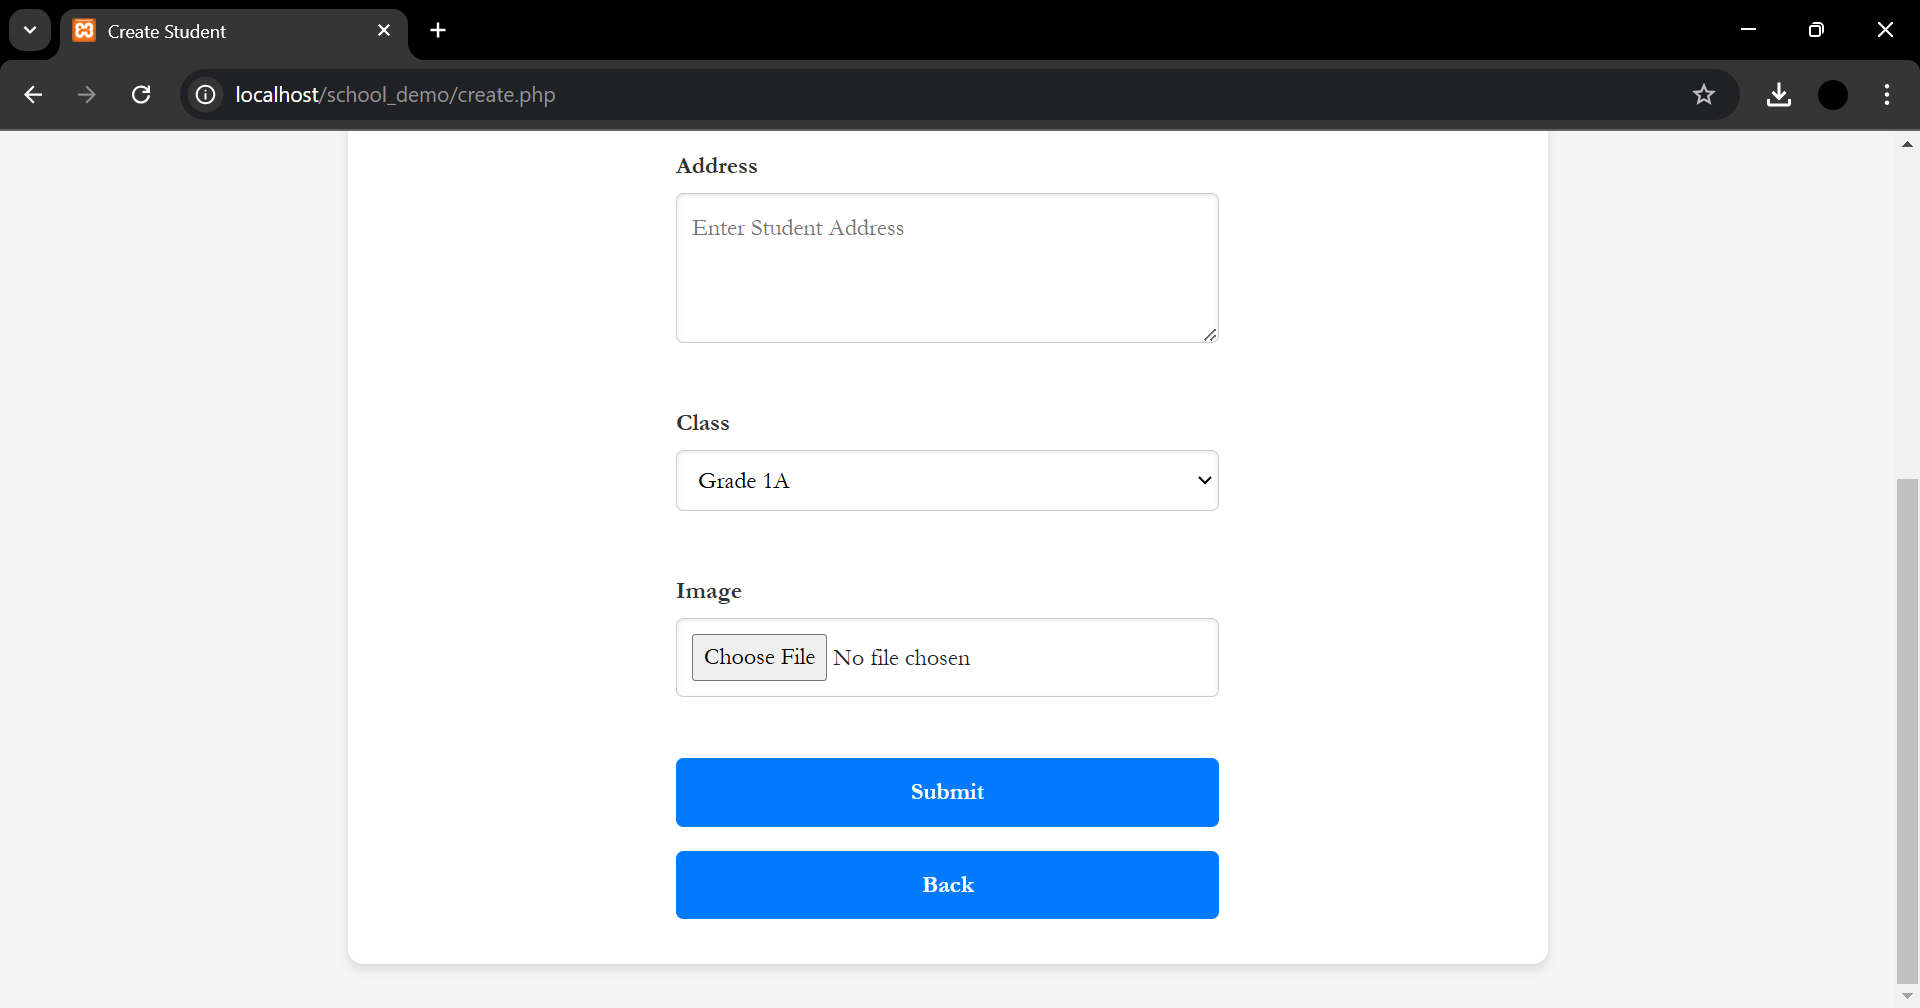 Create Student
localhost/school_demo/create.php
Address
Enter Student Address
Class
Grade 1A
Image
Choose File No file chosen
Submit
Back